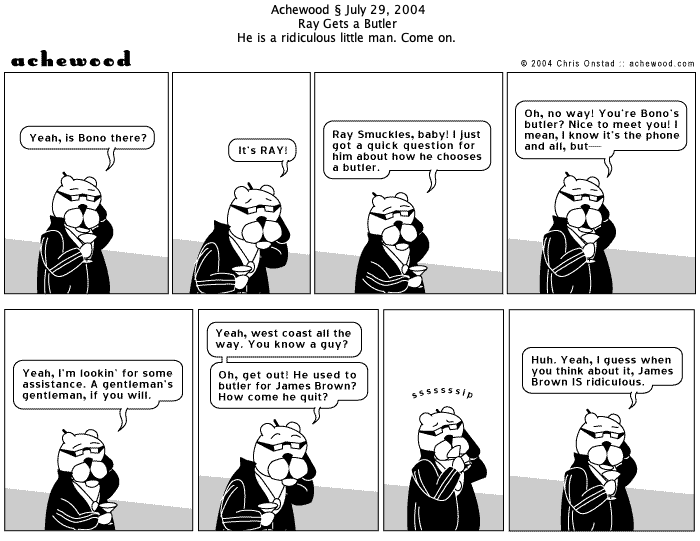 Achewood § July 29, 2004
Ray Gets a Butler
He is a ridiculous little man. Come on.
achewood
© 2004 Chris Onstad :: achewood.com
Yeah, is Bono there?
It's RAY!
Ray Smuckles, baby! I just
got a quick question for
him about how he chooses
a butler.
Oh, no way! You're Bono's
butler? Nice to meet you! I
mean, I know it's the phone
and all, but—
Yeah, I'm lookin' for some
assistance. A gentleman's
gentleman, if you will.
Yeah, west coast all the
way. You know a guy?
Oh, get out! He used to
butler for James Brown?
How come he quit?
sssssssip
Huh. Yeah, I guess when
you think about it, James
Brown IS ridiculous.